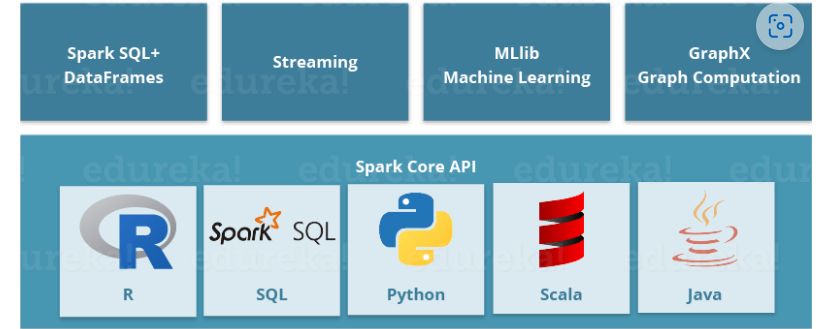 Spark SQL+
DataFrames
Streaming
MLlib
Machine Learning
GraphX
Graph Computation
edureka!
Spark Core API
R
Spark SQL
R
SQL
Python
Scala
Java